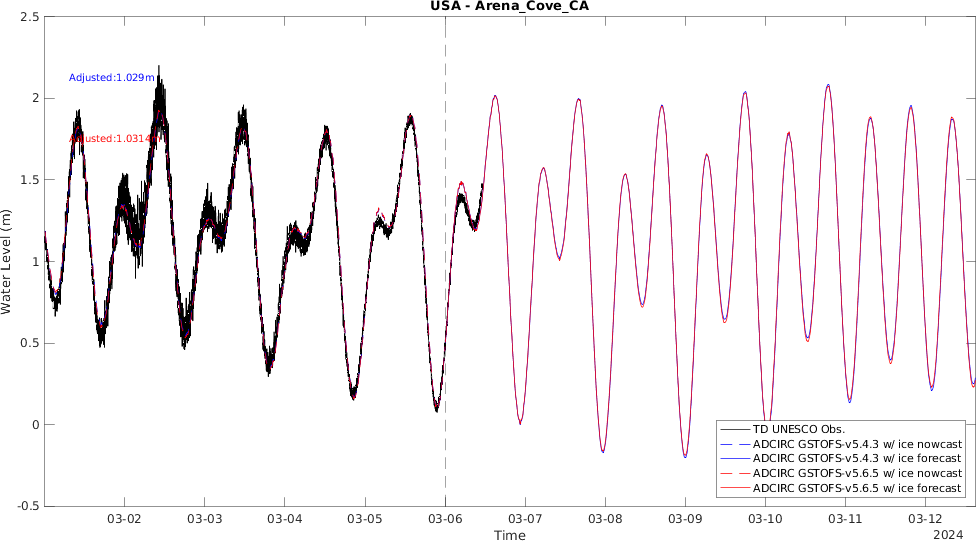 USA - Arena_Cove_CA
Water Level (m)
2.5
2
1.5
1
0.5
0
-0.5
Adjusted:1.029m
Adjusted:1.0314
TD UNESCO Obs.
ADCIRC GSTOFS-v5.4.3 w/ ice nowcast
ADCIRC GSTOFS-v5.4.3 w/ ice forecast
ADCIRC GSTOFS-v5.6.5 w/ ice nowcast
ADCIRC GSTOFS-v5.6.5 w/ ice forecast
03-02 03-03 03-04 03-05 03-06 03-07 03-08 03-09 03-10 03-11 03-12
Time
2024